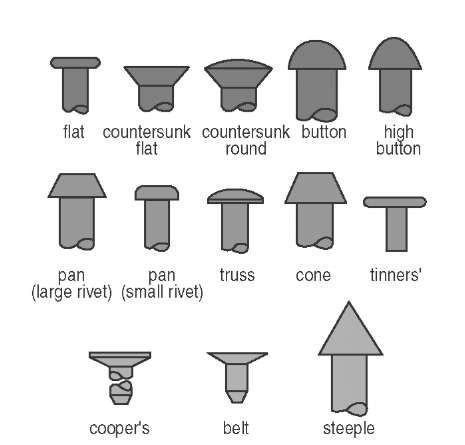 flat
countersunk
flat
countersunk
round
button
high
button
pan
(large rivet)
pan
(small rivet)
truss
cone
tinners'
cooper's
belt
steeple